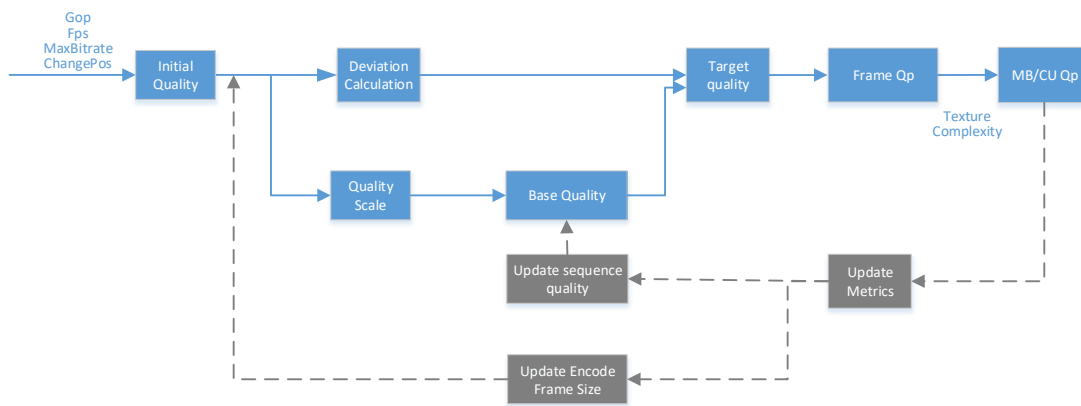 Gop
Fps
MaxBitrate
ChangePos
Initial
Quality
Deviation
Calculation
Target
quality
Frame Qp
MB/CU Qp
Texture
Complexity
Quality
Scale
Base Quality
Update sequence
quality
Update
Metrics
Update Encode
Frame Size